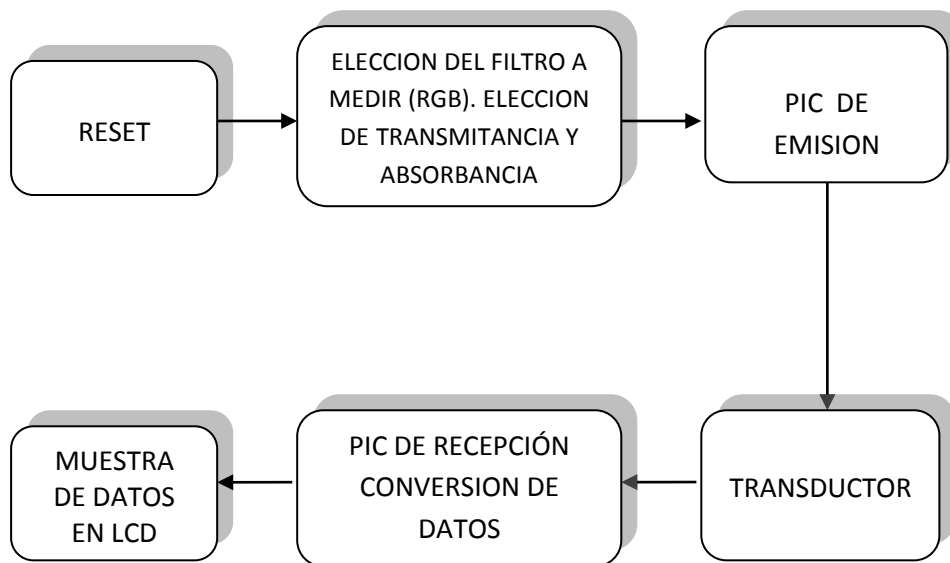 RESET
ELECCION DEL FILTRO A
MEDIR (RGB). ELECCION
DE TRANSMITANCIA Y
ABSORBANCIA
PIC DE
EMISION
TRANSDUCTOR
PIC DE RECEPCIÓN
CONVERSION DE
DATOS
MUESTRA
DE DATOS
EN LCD